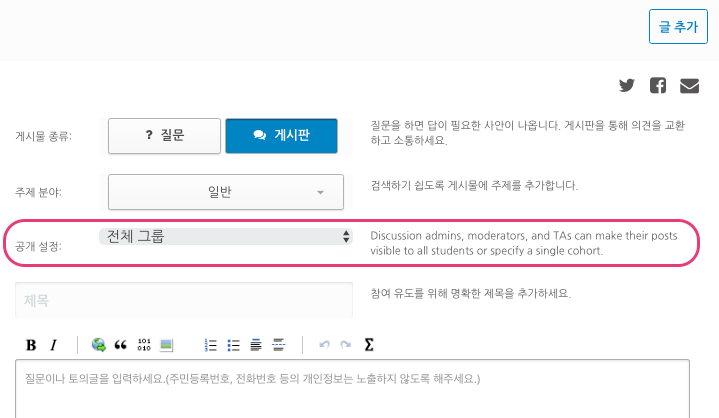 글 추가
게시물 종류:
? 질문
게시판
질문을 하면 답이 필요한 사안이 나옵니다. 게시판을 통해 의견을 교환
하고 소통하세요.
주제 분야:
일반
검색하기 쉽도록 게시물에 주제를 추가합니다.
공개 설정:
전체 그룹
Discussion admins, moderators, and TAs can make their posts
visible to all students or specify a single cohort.
제목
참여 유도를 위해 명확한 제목을 추가하세요.
B I “ 101 010 Σ
질문이나 토의글을 입력하세요.(주민등록번호, 전화번호 등의 개인정보는 노출하지 않도록 해주세요.)